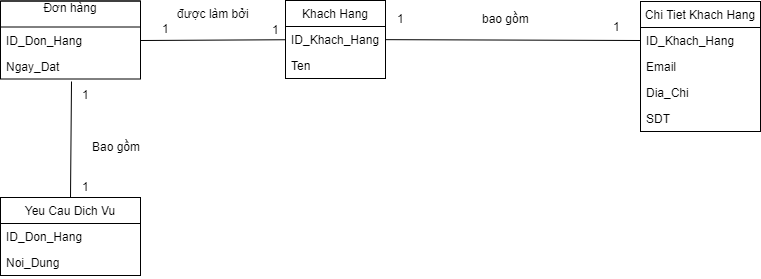 Đơn hàng
ID_Don_Hang
Ngay_Dat
được làm bởi
1
1
Khach Hang
ID_Khach_Hang
Ten
1
bao gồm
1
Chi Tiet Khach Hang
ID_Khach_Hang
Email
Dia_Chi
SDT
1
Bao gồm
1
Yeu Cau Dich Vu
ID_Don_Hang
Noi_Dung